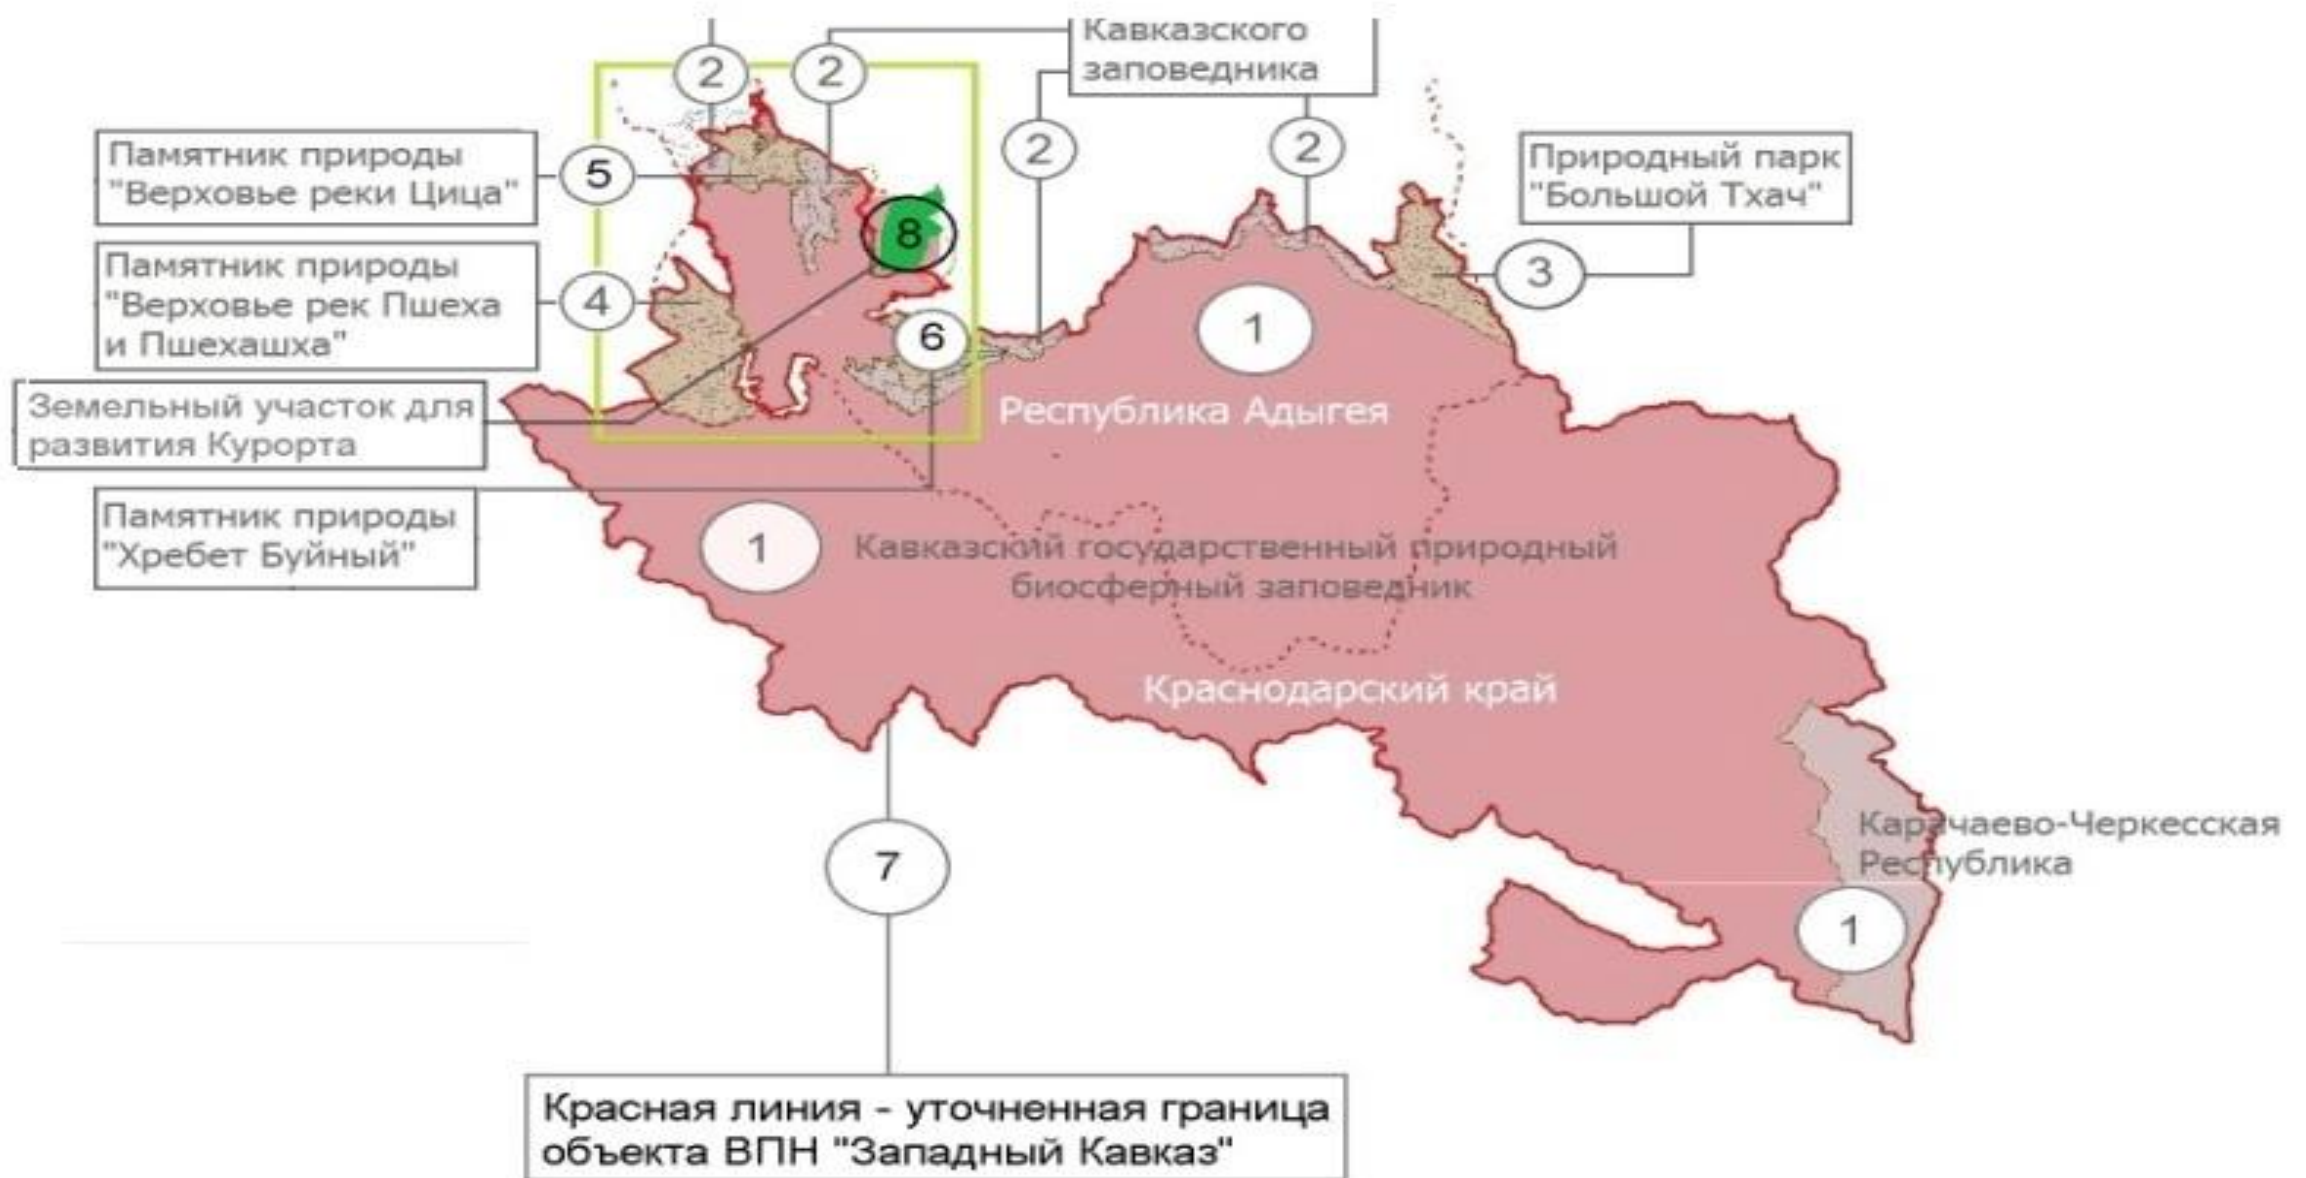 Кавказского
заповедника
2
2
2
2
Памятник природы
"Верховье реки Цица"
5
Природный парк
"Большой Тхач"
3
8
Памятник природы
"Верховье рек Пшеха
и Пшехашха"
4
6
1
Земельный участок для
развития Курорта
Республика Адыгея
Памятник природы
"Хребет Буйный"
1
Кавказский государственный природный
биосферный заповедник
Краснодарский край
Карачаево-Черкесская
Республика
1
7
Красная линия - уточненная граница
объекта ВПН "Западный Кавказ"